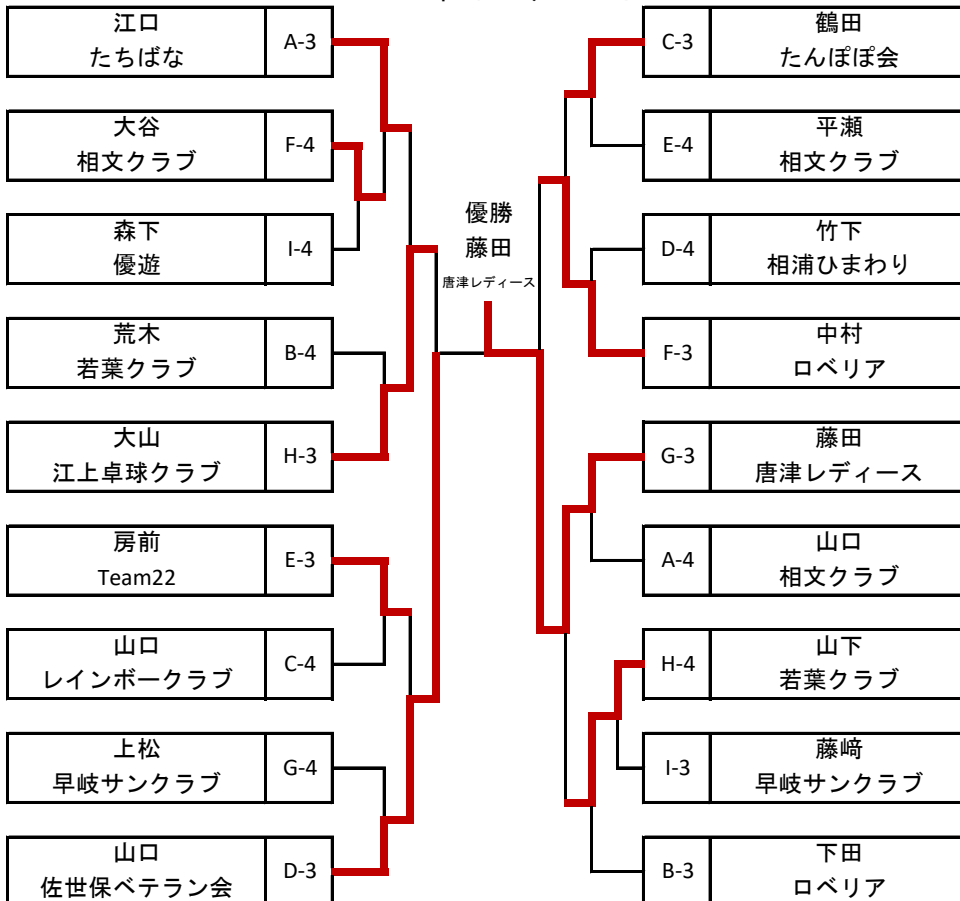 江口
たちばな
A-3
大谷
相文クラブ
F-4
森下
優遊
I-4
荒木
若葉クラブ
B-4
大山
江上卓球クラブ
H-3
房前
Team22
E-3
山口
レインボークラブ
C-4
上松
早岐サンクラブ
G-4
山口
佐世保ベテラン会
D-3
優勝
藤田
唐津レディース
C-3
鶴田
たんぽぽ会
E-4
平瀬
相文クラブ
D-4
竹下
相浦ひまわり
F-3
中村
ロベリア
G-3
藤田
唐津レディース
A-4
山口
相文クラブ
H-4
山下
若葉クラブ
I-3
藤﨑
早岐サンクラブ
B-3
下田
ロベリア